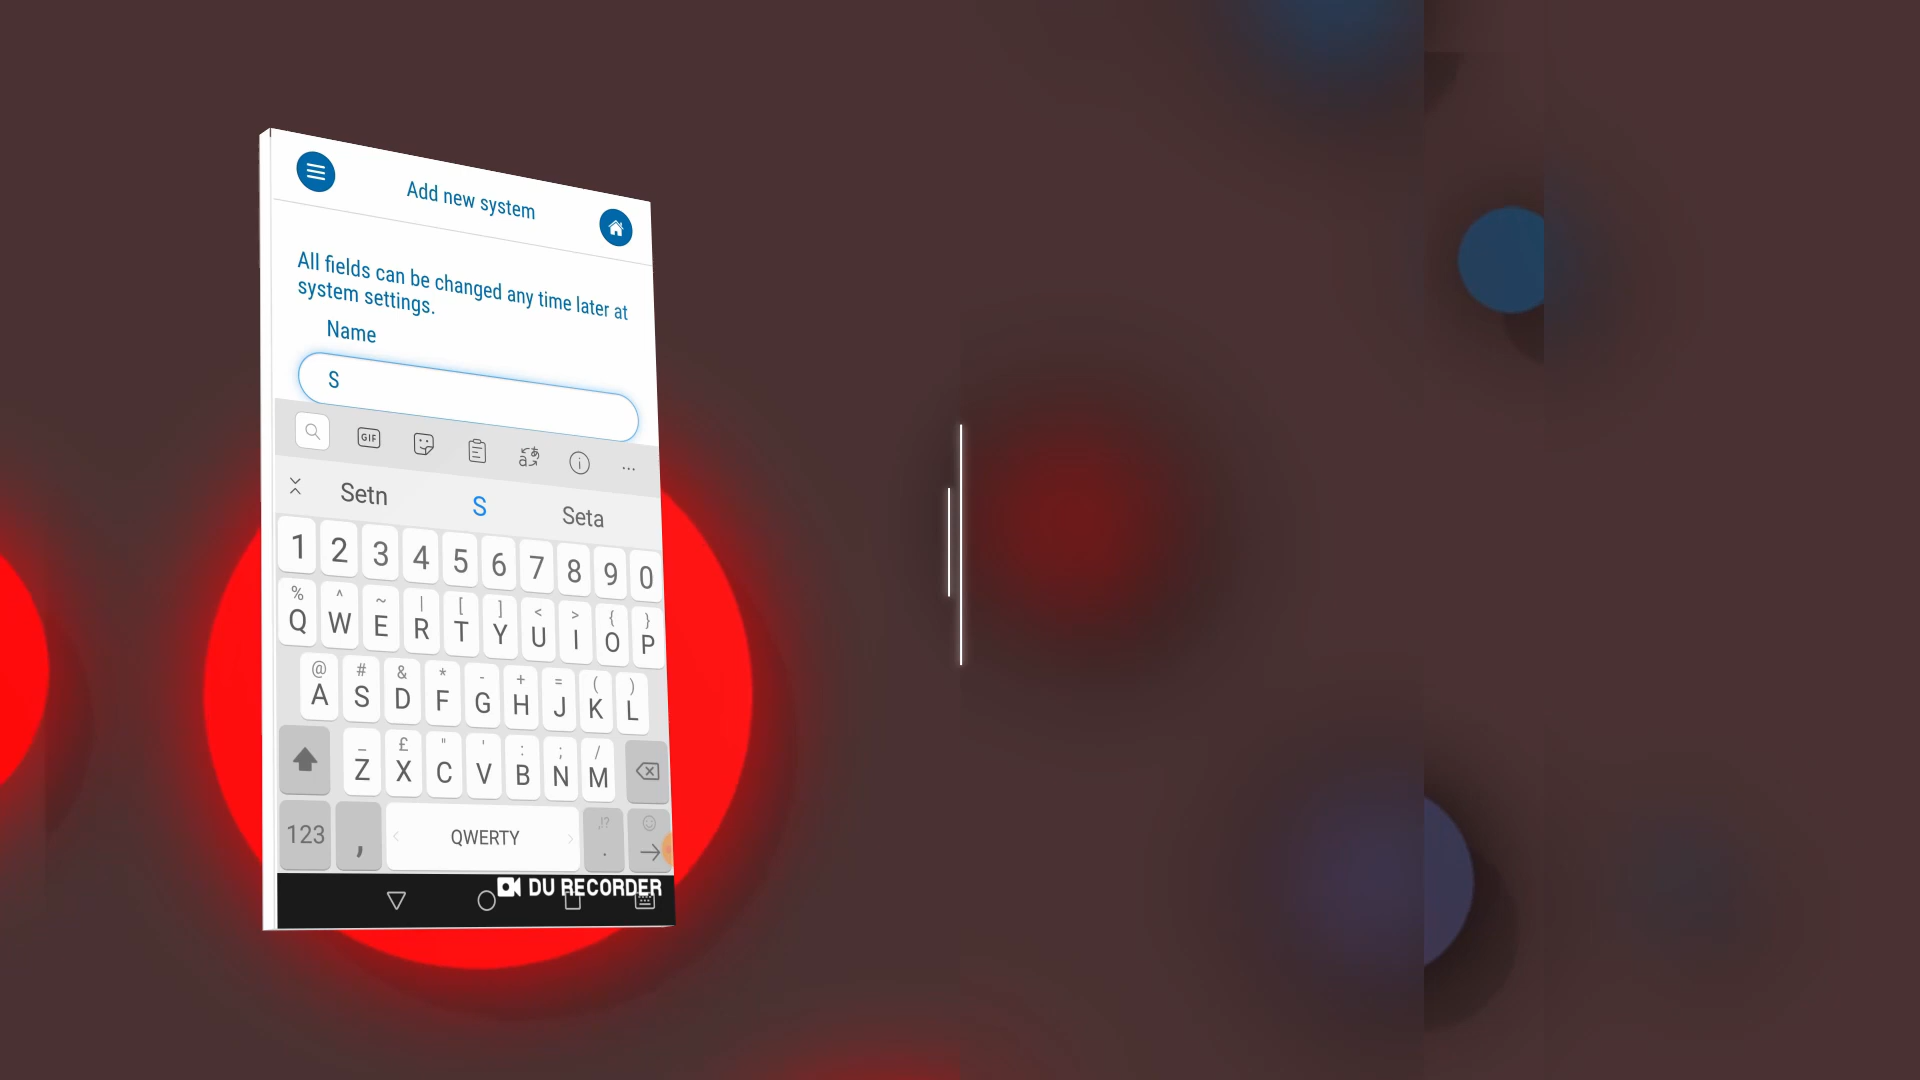 Add new system
All fields can be changed any time later at
system settings.
Name
S
GIF
Setn S Seta
1 2 3 4 5 6 7 8 9 0
% ^ ~ | [ ] < > { }
Q W E R T Y U I O P
@ # & * - + = ( )
A S D F G H J K L
_ £ " ' : ; /
Z X C V B N M
123 , QWERTY ,!? .
DU RECORDER